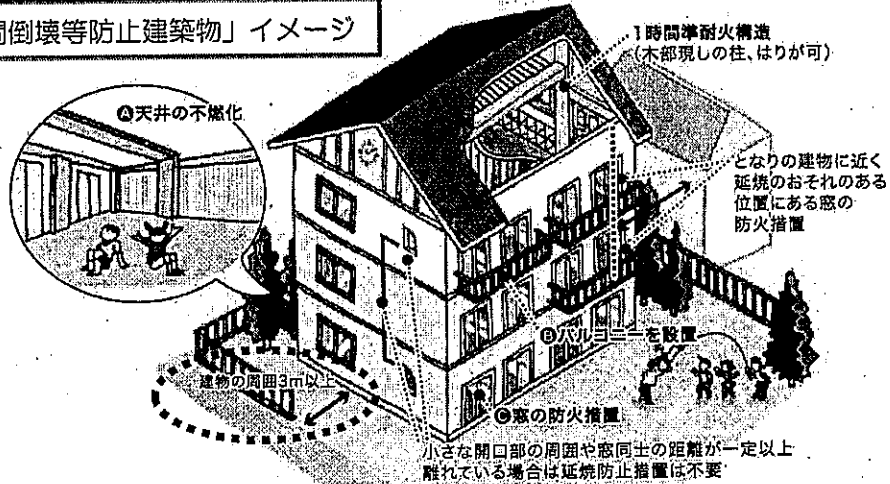 間倒壊等防止建築物」イメージ
1時間準耐火構造
(木部現しの柱、はりが可)
Ⓐ天井の不燃化
となりの建物に近く
延焼のおそれのある
位置にある窓の
防火措置
Ⓑバルコニーを設置
建物の周囲3m以上
Ⓒ窓の防火措置
小さな開口部の周囲や窓同士の距離が一定以上
離れている場合は延焼防止措置は不要